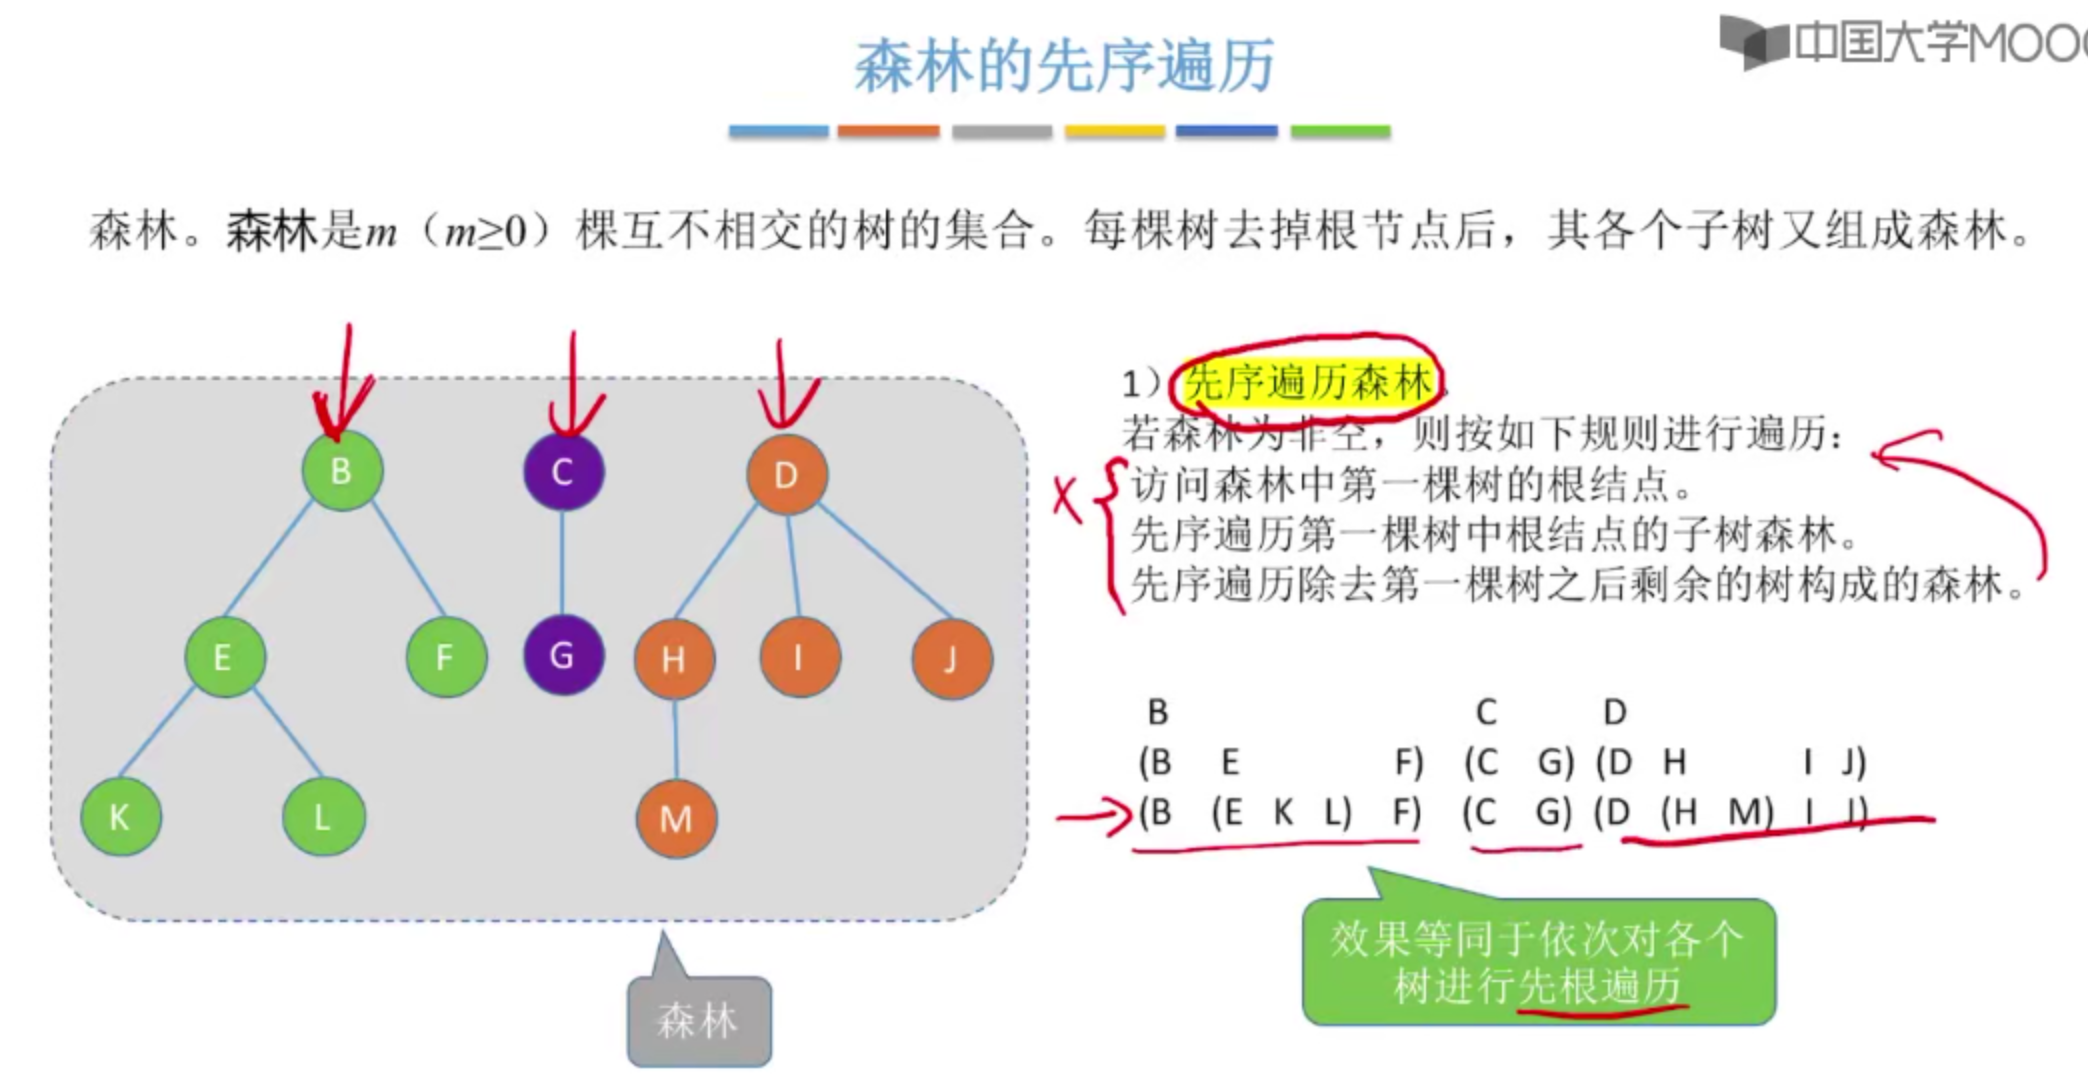 中国大学MOO
森林的先序遍历
森林。森林是m（m≥0）棵互不相交的树的集合。每棵树去掉根节点后，其各个子树又组成森林。
1）先序遍历森林。
若森林为非空，则按如下规则进行遍历：
访问森林中第一棵树的根结点。
先序遍历第一棵树中根结点的子树森林。
先序遍历除去第一棵树之后剩余的树构成的森林。
B C D
E F G H I J
K L M
B C D
(B E F) (C G) (D H I J)
(B (E K L) F) (C G) (D (H M) I J)
效果等同于依次对各个
树进行先根遍历
森林